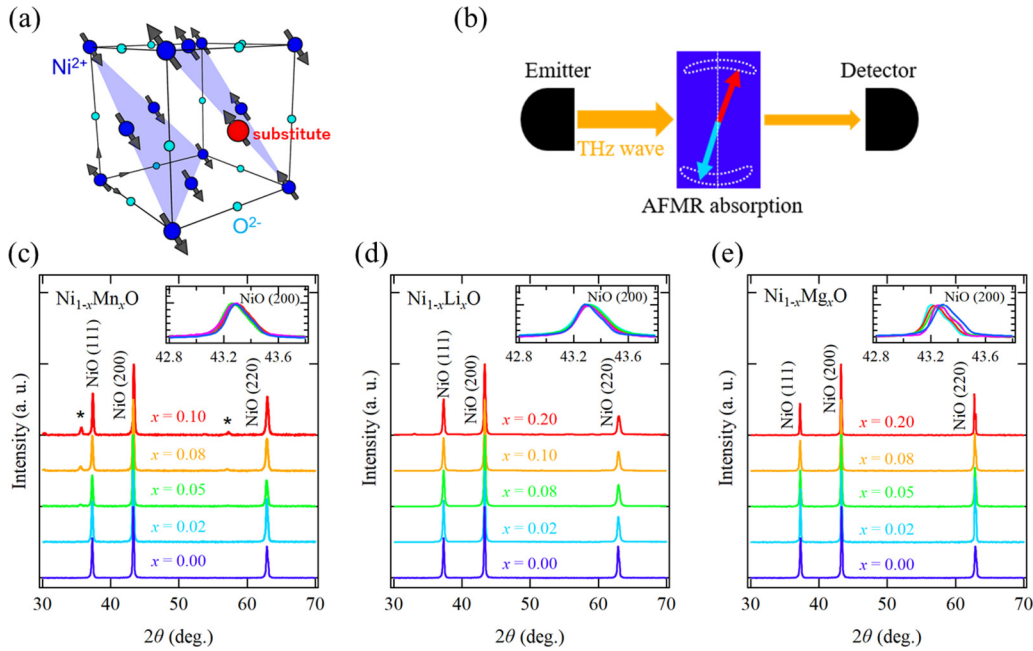 (a)
Ni2+
substitute
O2-
(b)
Emitter
Detector
THz wave
AFMR absorption
(c)
Ni1-xMnxO
NiO (200)
42.8 43.2 43.6
NiO (111)
NiO (200)
NiO (220)
*
*
x = 0.10
x = 0.08
x = 0.05
x = 0.02
x = 0.00
Intensity (a. u.)
30 40 50 60 70
2θ (deg.)
(d)
Ni1-xLixO
NiO (200)
42.8 43.2 43.6
NiO (111)
NiO (200)
NiO (220)
x = 0.20
x = 0.10
x = 0.08
x = 0.02
x = 0.00
Intensity (a. u.)
30 40 50 60 70
2θ (deg.)
(e)
Ni1-xMgxO
NiO (200)
42.8 43.2 43.6
NiO (111)
NiO (200)
NiO (220)
x = 0.20
x = 0.08
x = 0.05
x = 0.02
x = 0.00
Intensity (a. u.)
30 40 50 60 70
2θ (deg.)